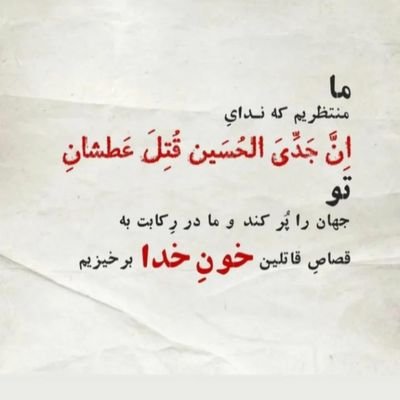 ما
منتظریم که ندایِ
اِنَّ جَدِّیَ الحُسَین قُتِلَ عَطشانِ
تو
جهان را پُر کند و ما در رِکابت به
قصاصِ قاتلین خونِ خدا برخیزیم